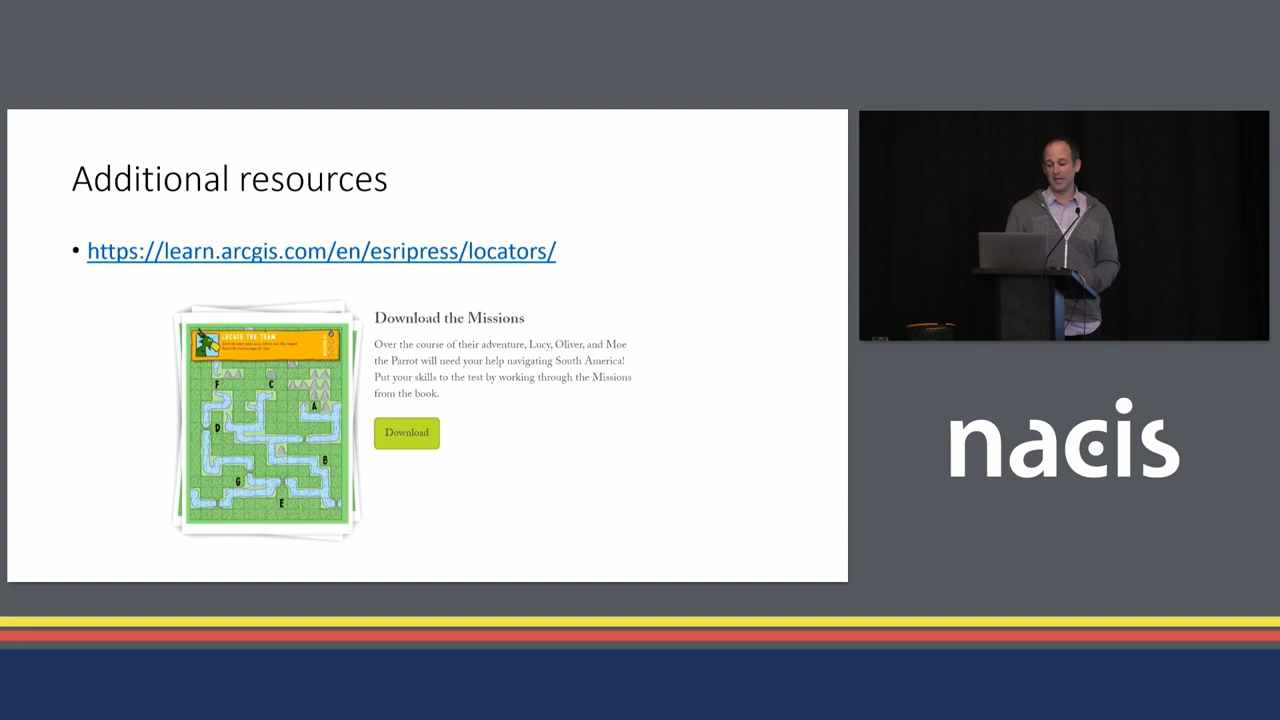 Additional resources
• https://learn.arcgis.com/en/esripress/locators/
LOCATE THE TEAM
F
C
A
D
B
G
E
Download the Missions
Over the course of their adventure, Lucy, Oliver, and Moe
the Parrot will need your help navigating South America!
Put your skills to the test by working through the Missions
from the book.
Download
nacis